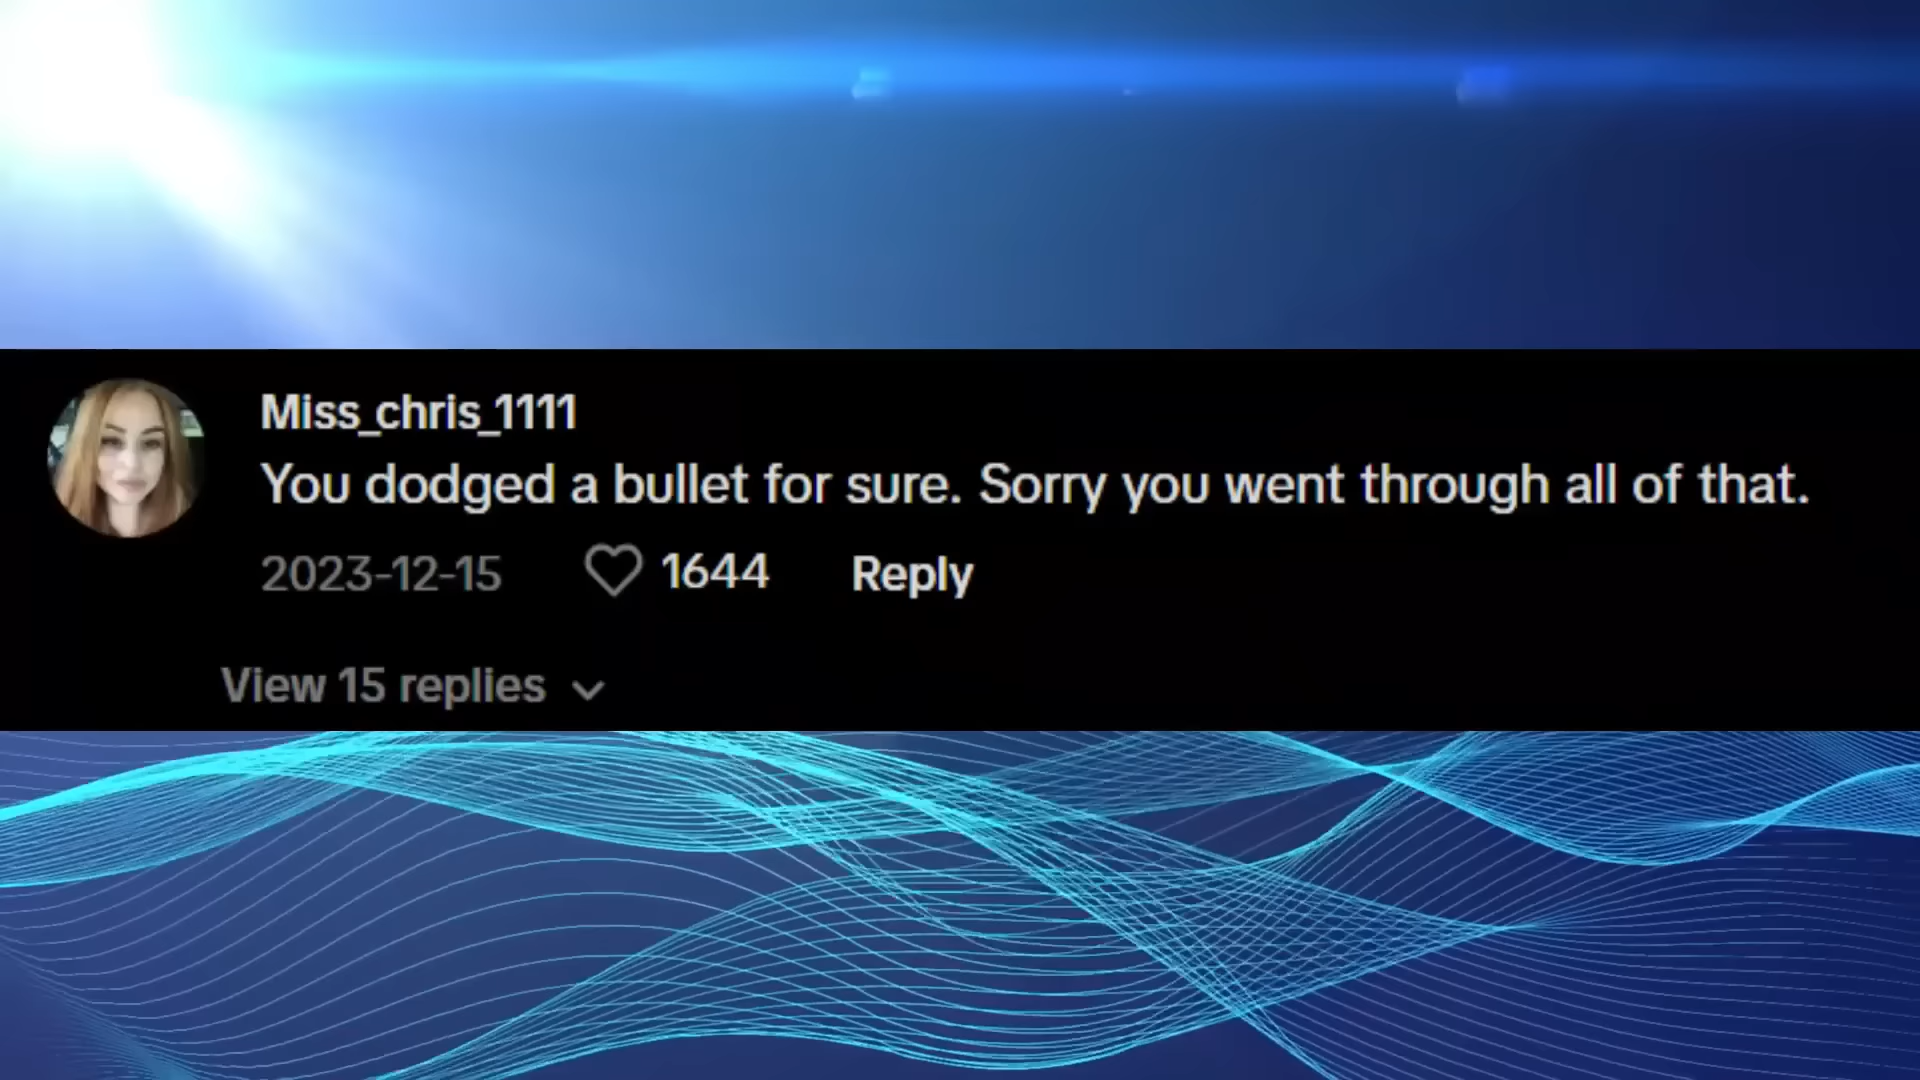 Miss_chris_1111
You dodged a bullet for sure. Sorry you went through all of that.
2023-12-15 1644 Reply
View 15 replies